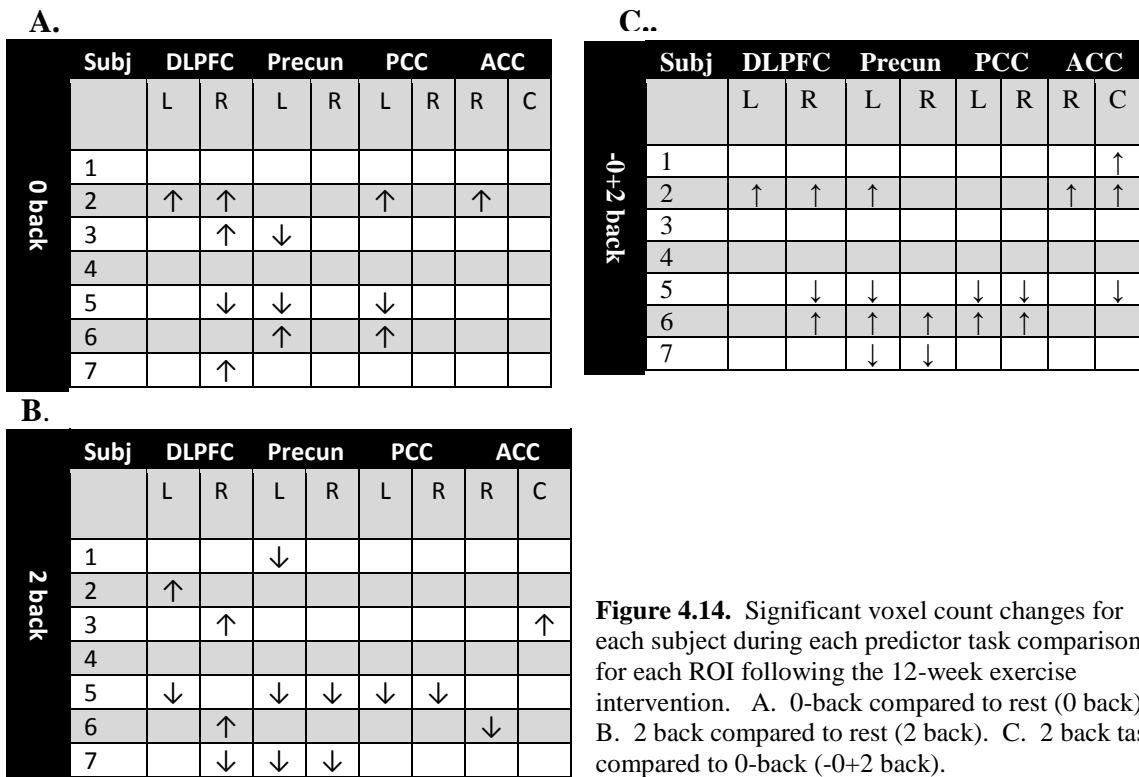 A.
Subj DLPFC Precun PCC ACC
L R L R L R R C
0 back
1
2 ↑ ↑ ↑ ↑
3 ↑ ↓
4
5 ↓ ↓ ↓
6 ↑ ↑
7 ↑
C..
Subj DLPFC Precun PCC ACC
L R L R L R R C
-0+2 back
1 ↑
2 ↑ ↑ ↑ ↑ ↑
3
4
5 ↓ ↓ ↓ ↓ ↓
6 ↑ ↑ ↑ ↑ ↑
7 ↓ ↓
B.
Subj DLPFC Precun PCC ACC
L R L R L R R C
2 back
1 ↓
2 ↑
3 ↑ ↑
4
5 ↓ ↓ ↓ ↓ ↓
6 ↑ ↓
7 ↓ ↓ ↓
Figure 4.14. Significant voxel count changes for
each subject during each predictor task comparison
for each ROI following the 12-week exercise
intervention. A. 0-back compared to rest (0 back)
B. 2 back compared to rest (2 back). C. 2 back tas
compared to 0-back (-0+2 back).